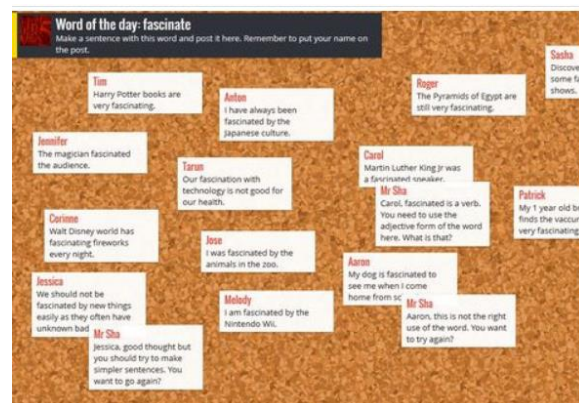 Word of the day: fascinate
Make a sentence with this word and post it here. Remember to put your name on
the post.
Sasha
some
shows.
Tim
Harry Potter books are
very fascinating.
Anton
I have always been
fascinated by the
Japanese culture.
Roger
The Pyramids of Egypt are
still very fascinating.
Jennifer
The magician fascinated
the audience.
Tarun
Our fascination with
technology is not good for
our health.
Carol
Martin Luther King Jr was
a fascinated speaker.
Mr Sha
Carol, fascinated is a verb.
You need to use the
adjective form of the word
here. What is that?
Patrick
My 1 year old
finds the
very fascinating
Corinne
Walt Disney world has
fascinating fireworks
every night.
Jose
I was fascinated by the
animals in the zoo.
Aaron
My dog is fascinated to
see me when I come
home from
Mr Sha
Aaron, this is not the right
use of the word. You want
to try again?
Jessica
We should not be
fascinated by new things
easily as they often have
unknown bad
Mr Sha
Jessica, good thought but
you should try to make
simpler sentences. You
want to go again?
Melody
I am fascinated by the
Nintendo Wii.